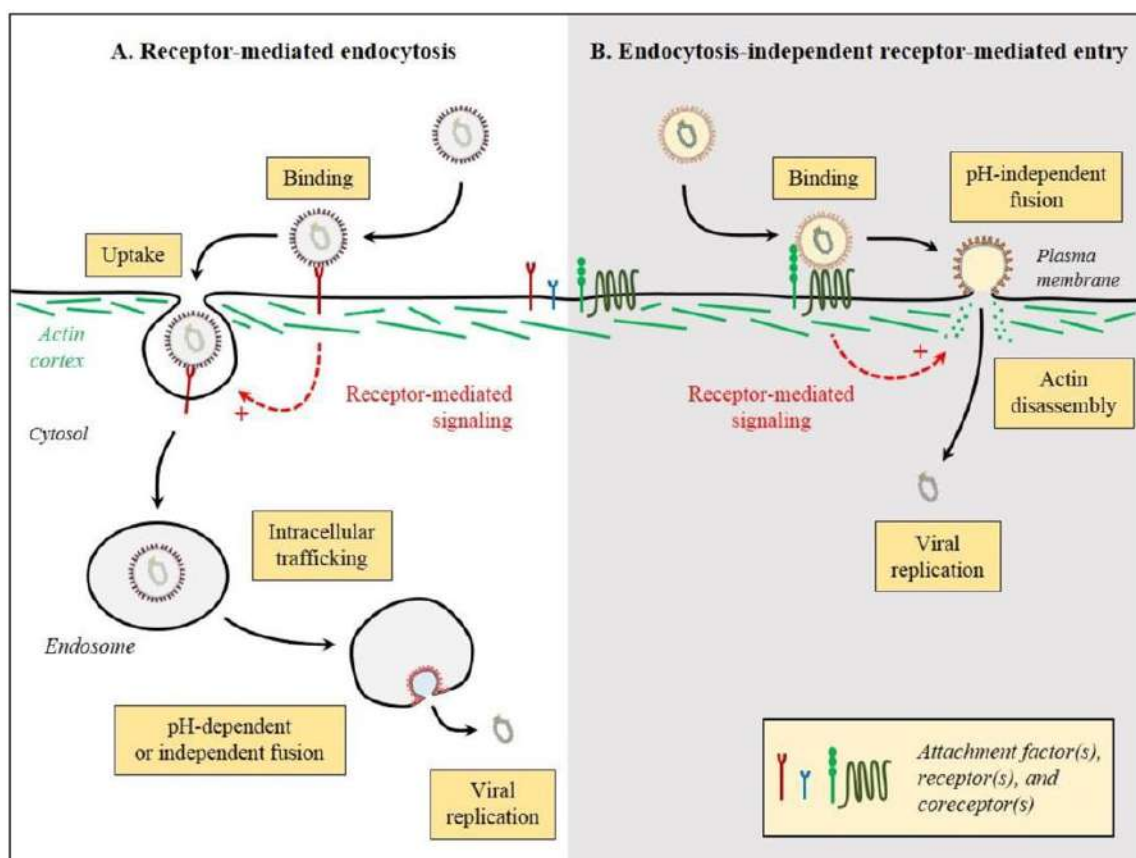 A. Receptor-mediated endocytosis
Binding
Uptake
Actin
cortex
Receptor-mediated
signaling
+
Cytosol
Intracellular
trafficking
Endosome
pH-dependent
or independent fusion
Viral
replication
B. Endocytosis-independent receptor-mediated entry
Binding
pH-independent
fusion
Plasma
membrane
+
Receptor-mediated
signaling
Actin
disassembly
Viral
replication
Attachment factor(s),
receptor(s), and
coreceptor(s)